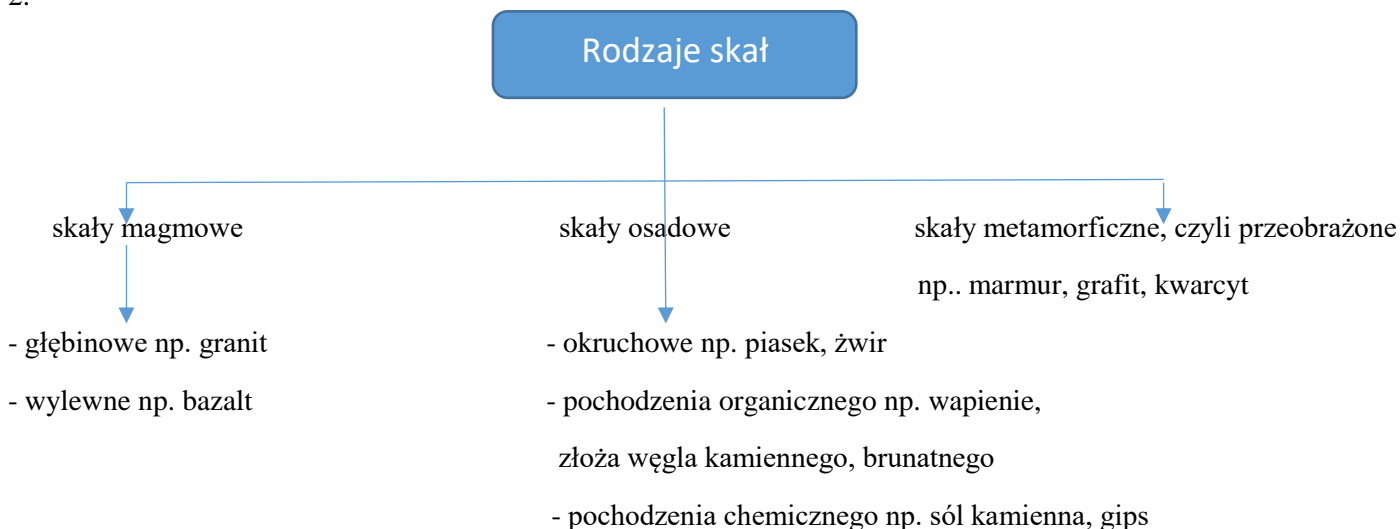 2.
Rodzaje skał
skały magmowe
skały osadowe
skały metamorficzne, czyli przeobrażone
np.. marmur, grafit, kwarcyt
- głębinowe np. granit
- wylewne np. bazalt
- okruchowe np. piasek, żwir
- pochodzenia organicznego np. wapienie,
złoża węgla kamiennego, brunatnego
- pochodzenia chemicznego np. sól kamienna, gips